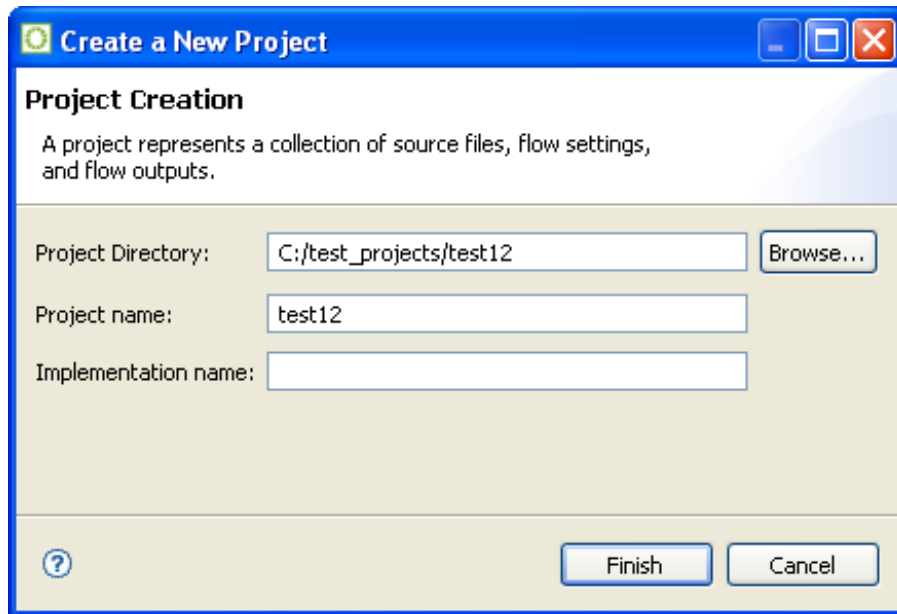 Create a New Project
Project Creation
A project represents a collection of source files, flow settings,
and flow outputs.
Project Directory: C:/test_projects/test12 Browse...
Project name: test12
Implementation name:
? Finish Cancel